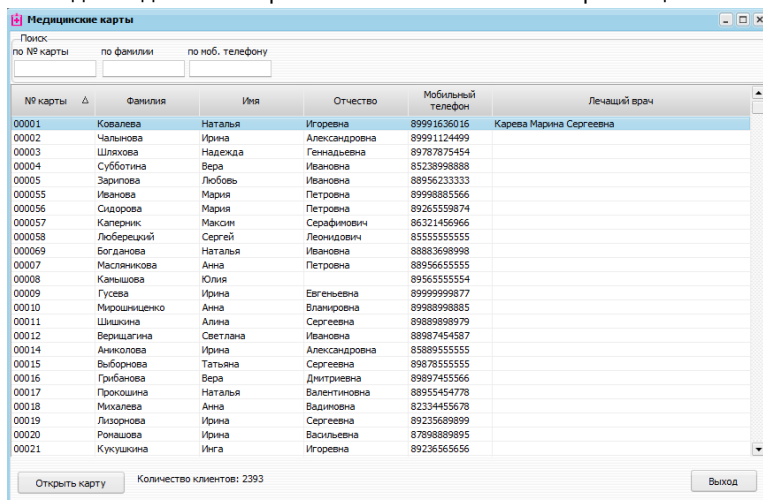 Медицинские карты
Поиск
по № карты по фамилии по моб. телефону
№ карты Фамилия Имя Отчество Мобильный телефон Лечащий врач
00001 Ковалева Наталья Игоревна 89991636016 Карева Марина Сергеевна
00002 Чалынова Ирина Александровна 89991124499
00003 Шляхова Надежда Геннадьевна 89787875454
00004 Субботина Вера Ивановна 85238998888
00005 Зарипова Любовь Ивановна 88956233333
000055 Иванова Мария Петровна 89998885566
000056 Сидорова Мария Петровна 89265559874
000057 Каперник Максим Серафимович 86321456966
000058 Люберецкий Сергей Леонидович 85555555555
000069 Богданова Наталья Ивановна 88883698998
00007 Масляникова Анна Петровна 88956655555
00008 Камышова Юлия 89565555554
00009 Гусева Ирина Евгеньевна 89999999877
00010 Мирошниценко Анна Влаmировна 89988998885
00011 Шишкина Алина Сергеевна 89889898979
00012 Верищагина Светлана Ивановна 88987454587
00014 Аниколова Ирина Александровна 85889555555
00015 Выборнова Татьяна Сергеевна 89878555555
00016 Грибанова Вера Дмитриевна 89897455566
00017 Прокошина Наталья Валентиновна 88955454778
00018 Михалева Анна Вадимовна 82334455678
00019 Лизорнова Ирина Сергеевна 89235689899
00020 Ромашова Ирина Васильевна 87898889895
00021 Кукушкина Инга Игоревна 89236565656
Открыть карту Количество клиентов: 2393 Выход